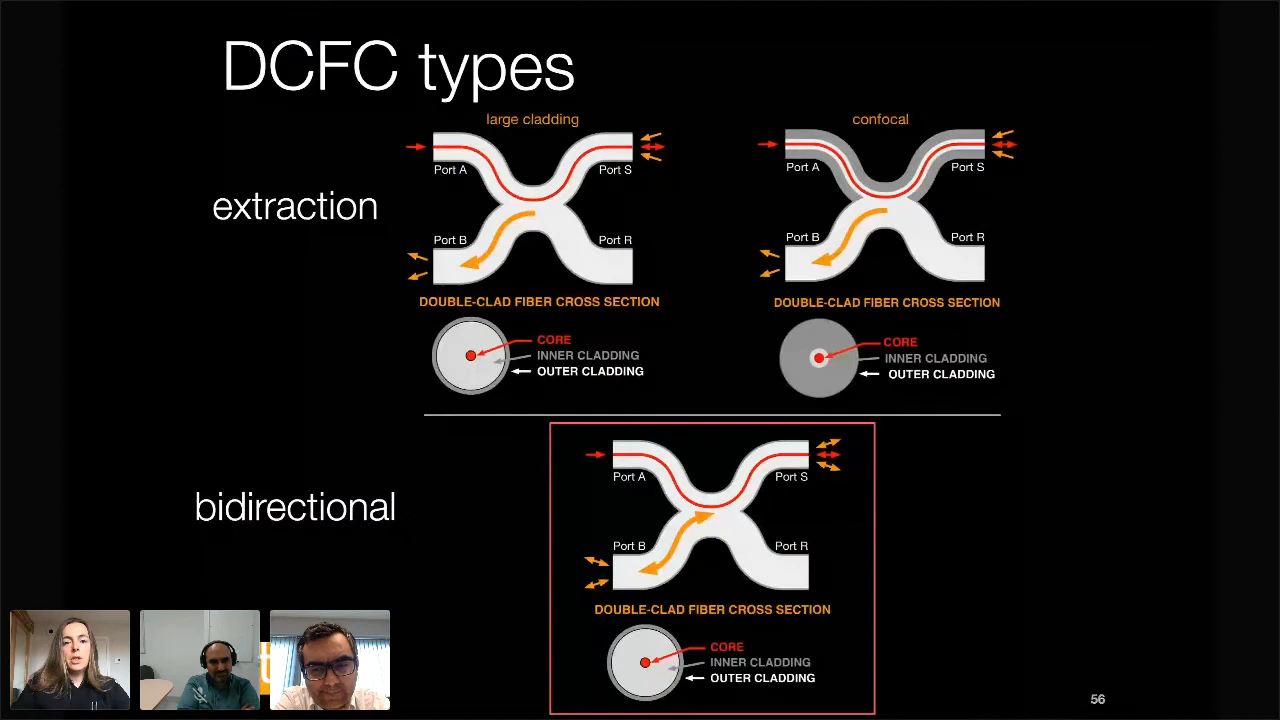 DCFC types
large cladding
confocal
extraction
Port A
Port S
Port B
Port R
DOUBLE-CLAD FIBER CROSS SECTION
CORE
INNER CLADDING
OUTER CLADDING
Port A
Port S
Port B
Port R
DOUBLE-CLAD FIBER CROSS SECTION
CORE
INNER CLADDING
OUTER CLADDING
bidirectional
Port A
Port S
Port B
Port R
DOUBLE-CLAD FIBER CROSS SECTION
CORE
INNER CLADDING
OUTER CLADDING
56